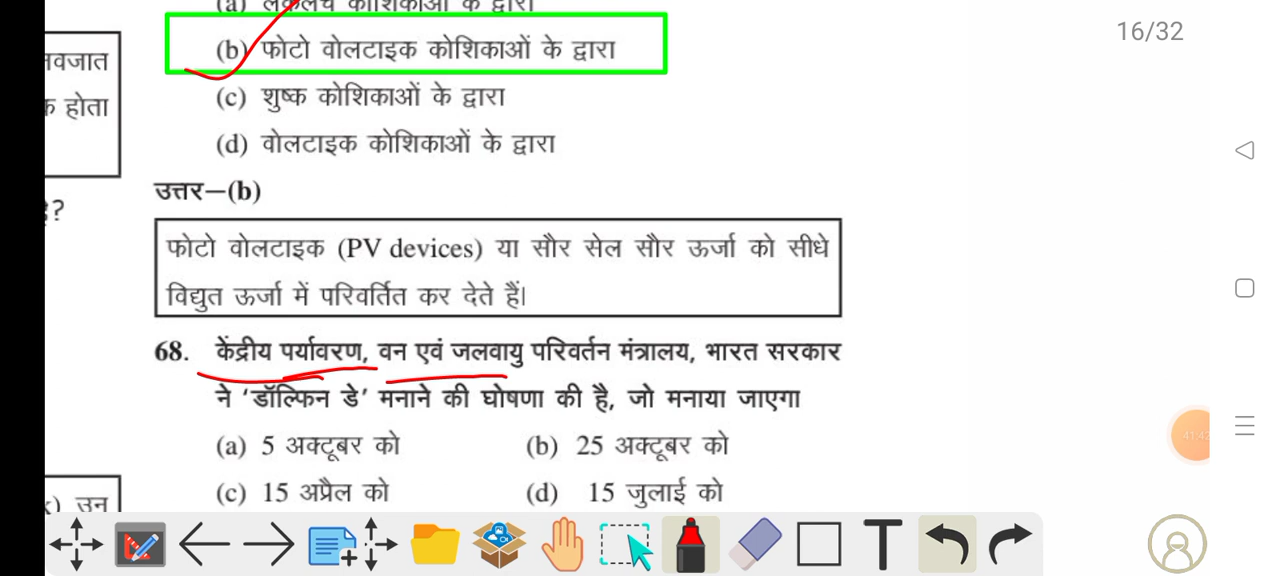 16/32
(b) फोटो वोलटाइक कोशिकाओं के द्वारा
(c) शुष्क कोशिकाओं के द्वारा
(d) वोलटाइक कोशिकाओं के द्वारा
उत्तर–(b)
फोटो वोलटाइक (PV devices) या सौर सेल सौर ऊर्जा को सीधे
विद्युत ऊर्जा में परिवर्तित कर देते हैं।
68. केंद्रीय पर्यावरण, वन एवं जलवायु परिवर्तन मंत्रालय, भारत सरकार
ने ‘डॉल्फिन डे’ मनाने की घोषणा की है, जो मनाया जाएगा
(a) 5 अक्टूबर को (b) 25 अक्टूबर को
(c) 15 अप्रैल को (d) 15 जुलाई को
होता
उन
T